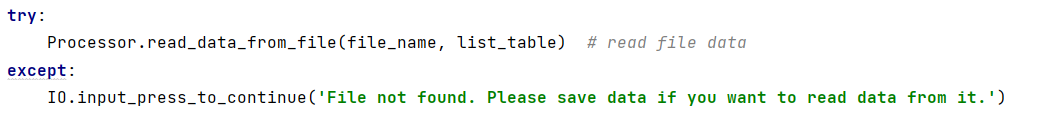 try:
    Processor.read_data_from_file(file_name, list_table)  # read file data
except:
    IO.input_press_to_continue('File not found. Please save data if you want to read data from it.')